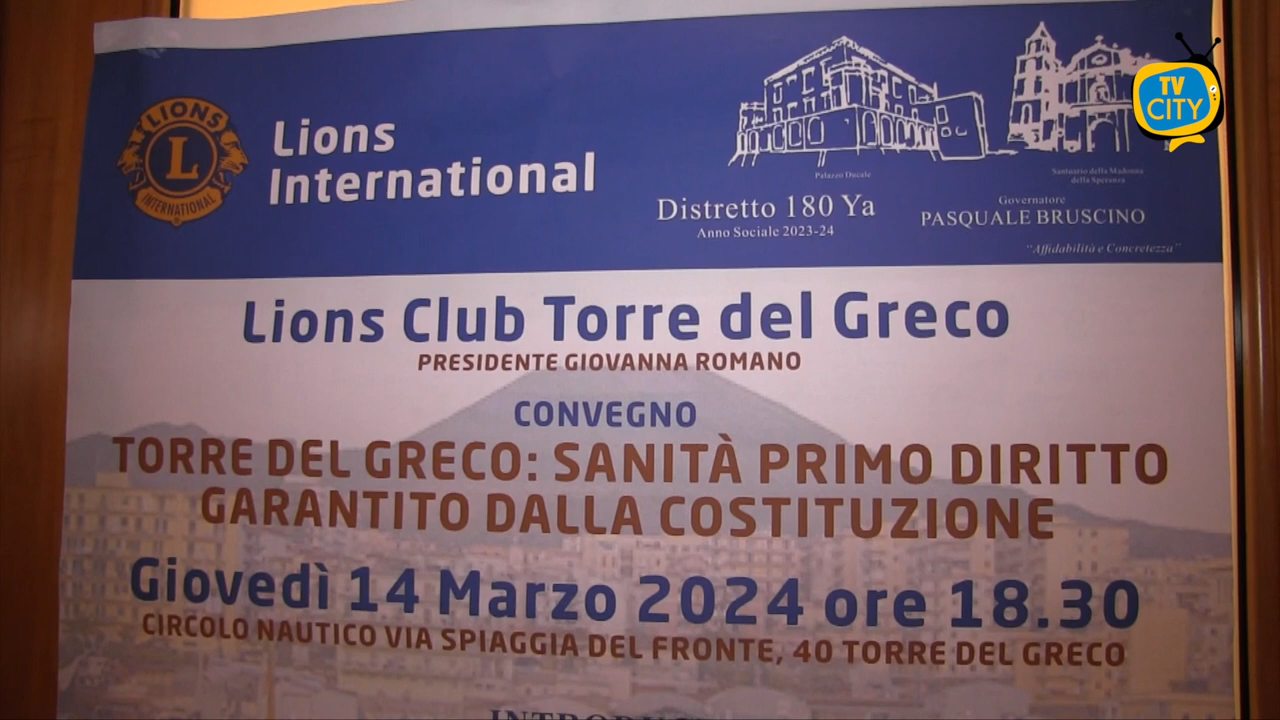 TV
CITY
LIONS
L
INTERNATIONAL
Lions
International
Palazzo Ducale
Santuario della Madonna
della Speranza
Distretto 180 Ya
Anno Sociale 2023-24
Governatore
PASQUALE BRUSCINO
“Affidabilità e Concretezza”
Lions Club Torre del Greco
PRESIDENTE GIOVANNA ROMANO
CONVEGNO
TORRE DEL GRECO: SANITÀ PRIMO DIRITTO
GARANTITO DALLA COSTITUZIONE
Giovedì 14 Marzo 2024 ore 18.30
CIRCOLO NAUTICO VIA SPIAGGIA DEL FRONTE, 40 TORRE DEL GRECO